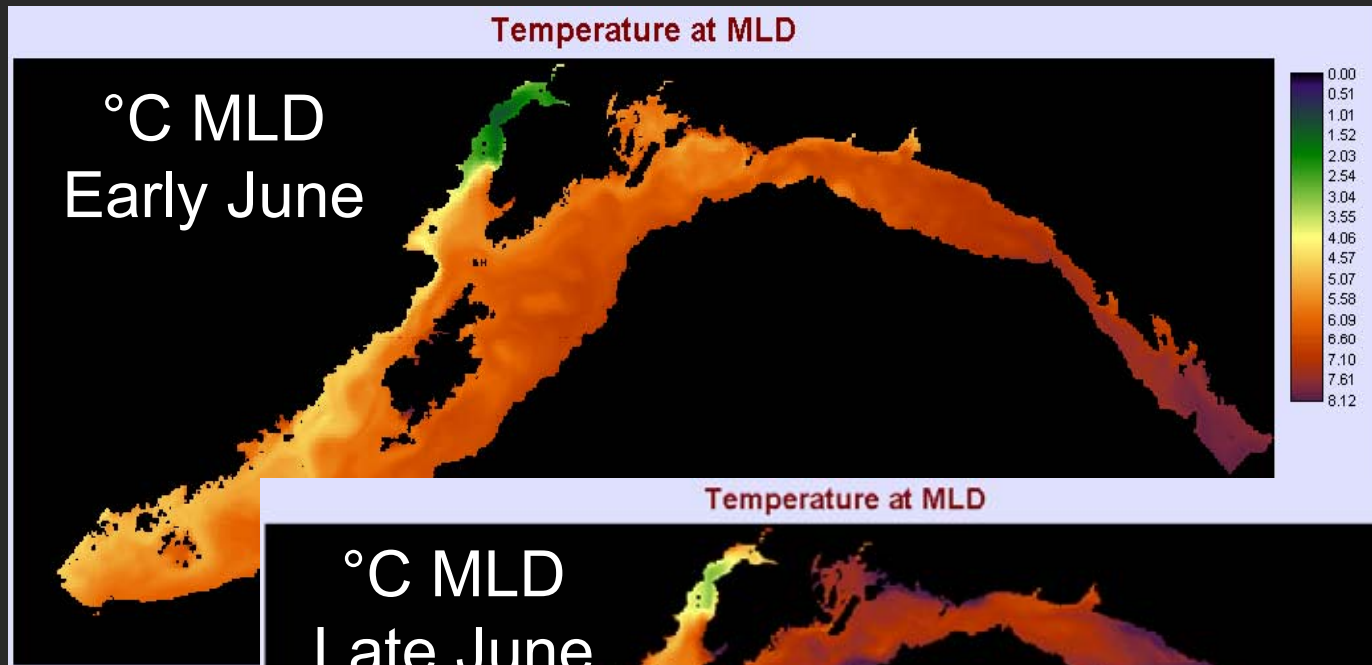 Temperature at MLD
°C MLD
Early June
0.00
0.51
1.01
1.52
2.03
2.54
3.04
3.55
4.06
4.57
5.07
5.58
6.09
6.60
7.10
7.61
8.12
Temperature at MLD
°C MLD
Late June